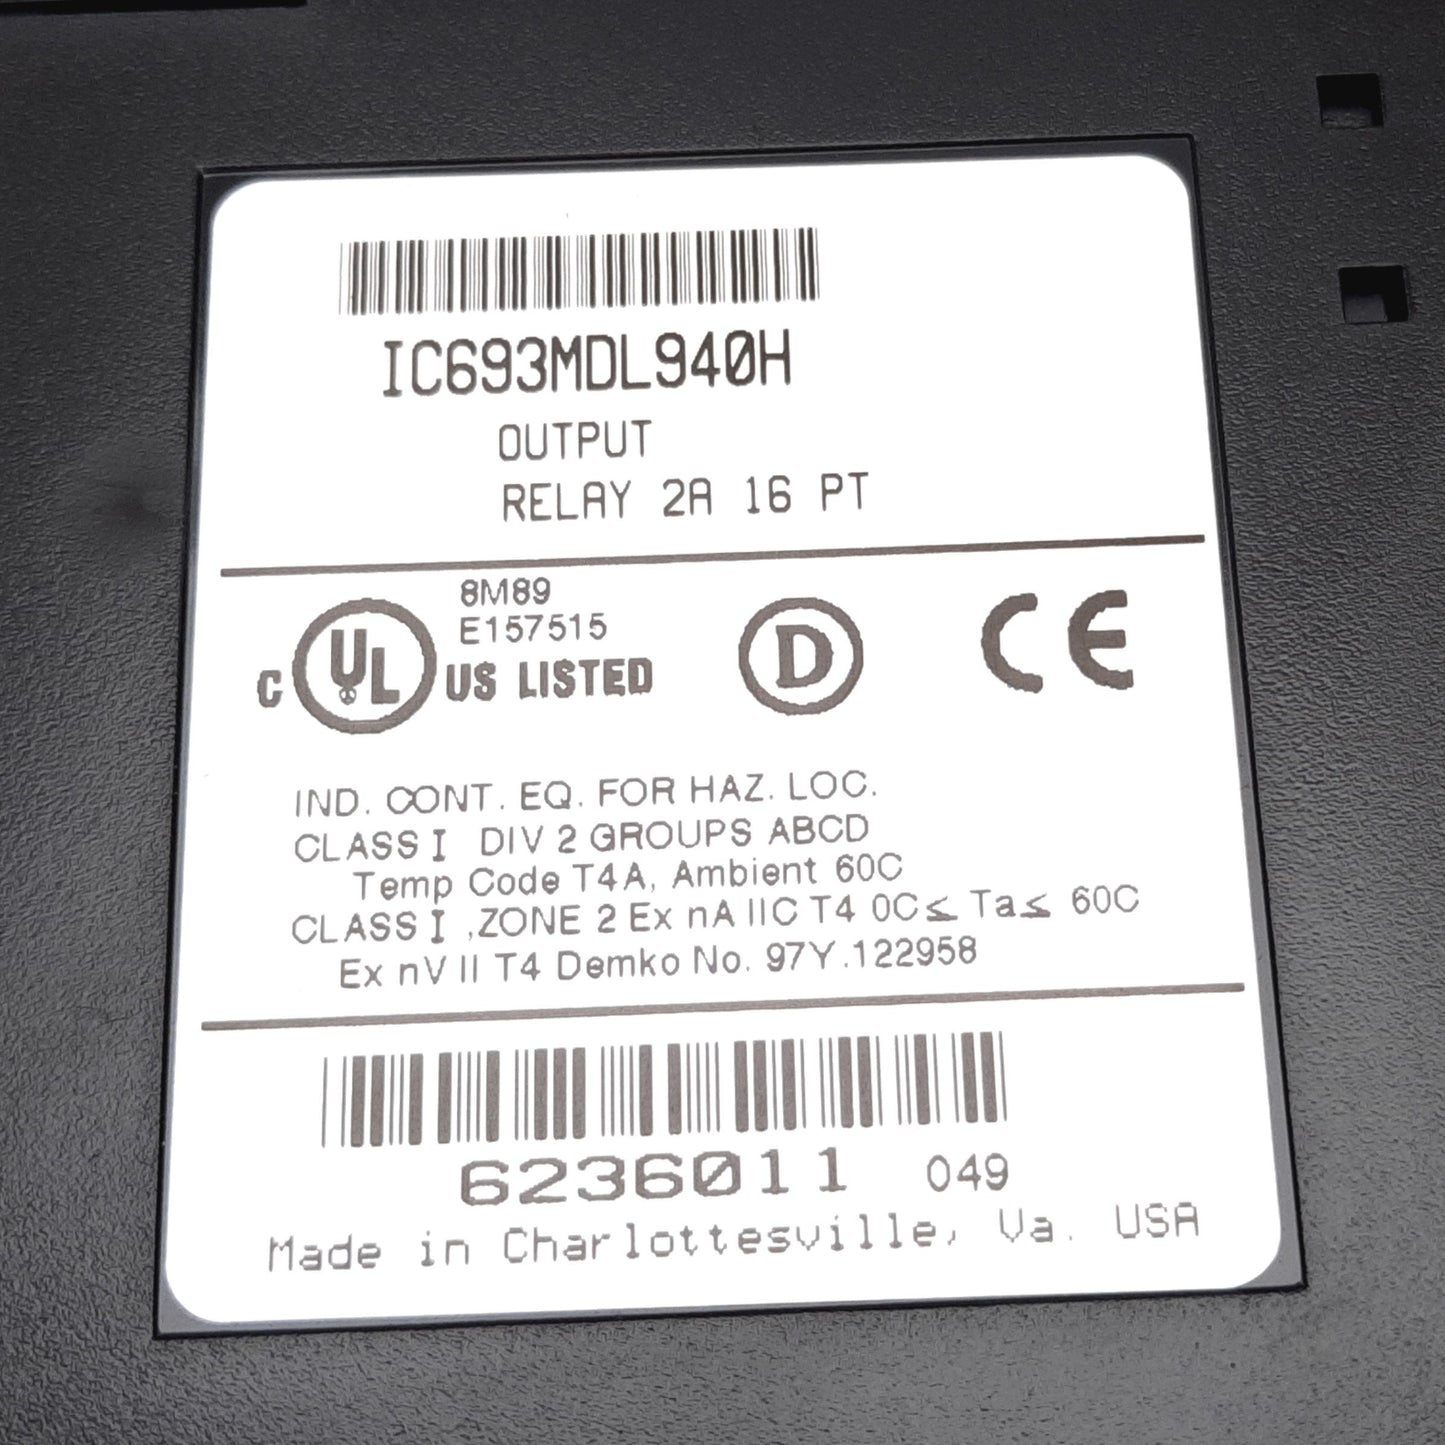 IC693MDL940H
OUTPUT
RELAY 2A 16 PT
8M89
E157515
C UL US LISTED
D
CE
IND. CONT. EQ. FOR HAZ. LOC.
CLASS I DIV 2 GROUPS ABCD
Temp Code T4A, Ambient 60C
CLASS I ,ZONE 2 Ex nA IIC T4 0C≤ Ta≤ 60C
Ex nV II T4 Demko No. 97Y.122958
6236011 049
Made in Charlottesville, Va. USA